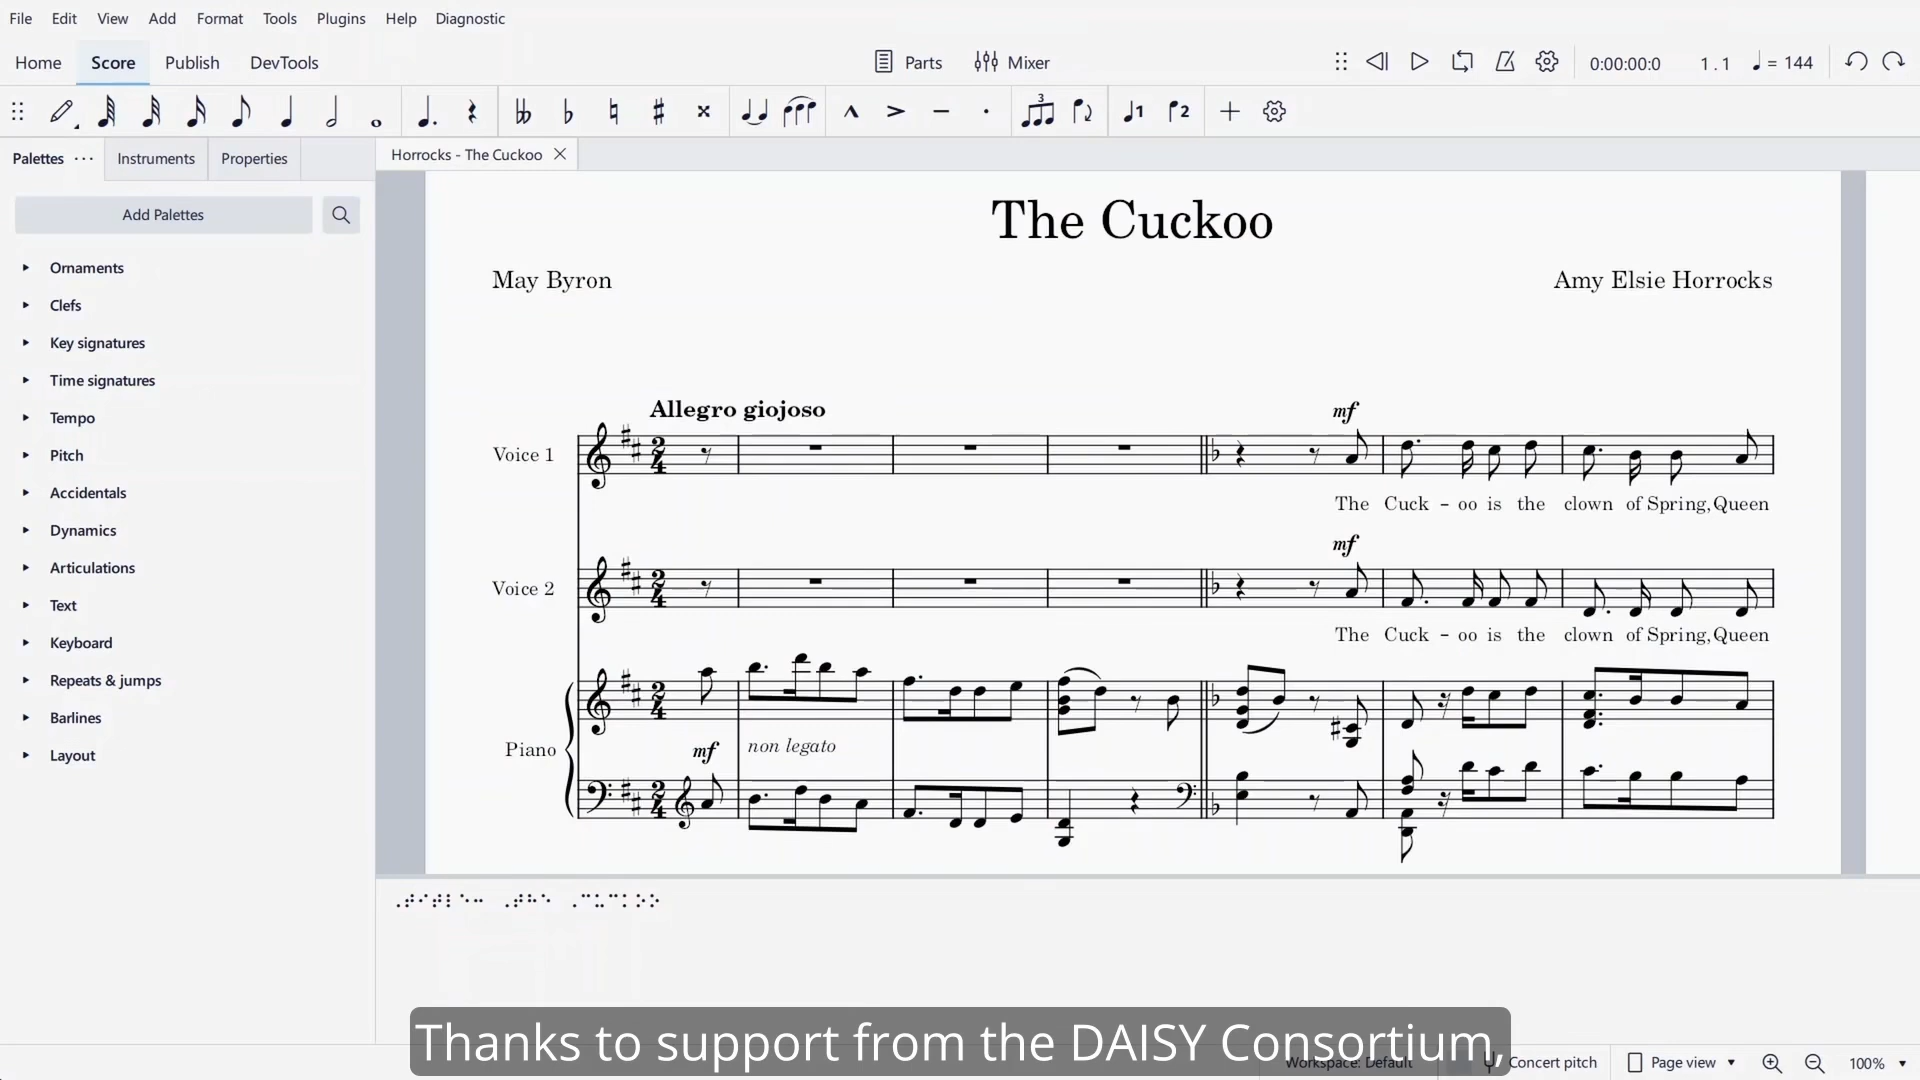 File Edit View Add Format Tools Plugins Help Diagnostic
Home Score Publish DevTools Parts Mixer 0:00:00:0 1 . 1 = 144
3 1 2
Palettes ··· Instruments Properties Horrocks - The Cuckoo
Add Palettes
Ornaments
Clefs
Key signatures
Time signatures
Tempo
Pitch
Accidentals
Dynamics
Articulations
Text
Keyboard
Repeats & jumps
Barlines
Layout
The Cuckoo
May Byron Amy Elsie Horrocks
Allegro giojoso mf
Voice 1
The Cuck - oo is the clown of Spring, Queen
mf
Voice 2
The Cuck - oo is the clown of Spring, Queen
Piano mf non legato
Thanks to support from the DAISY Consortium,
Workspace: Default Concert pitch Page view 100%